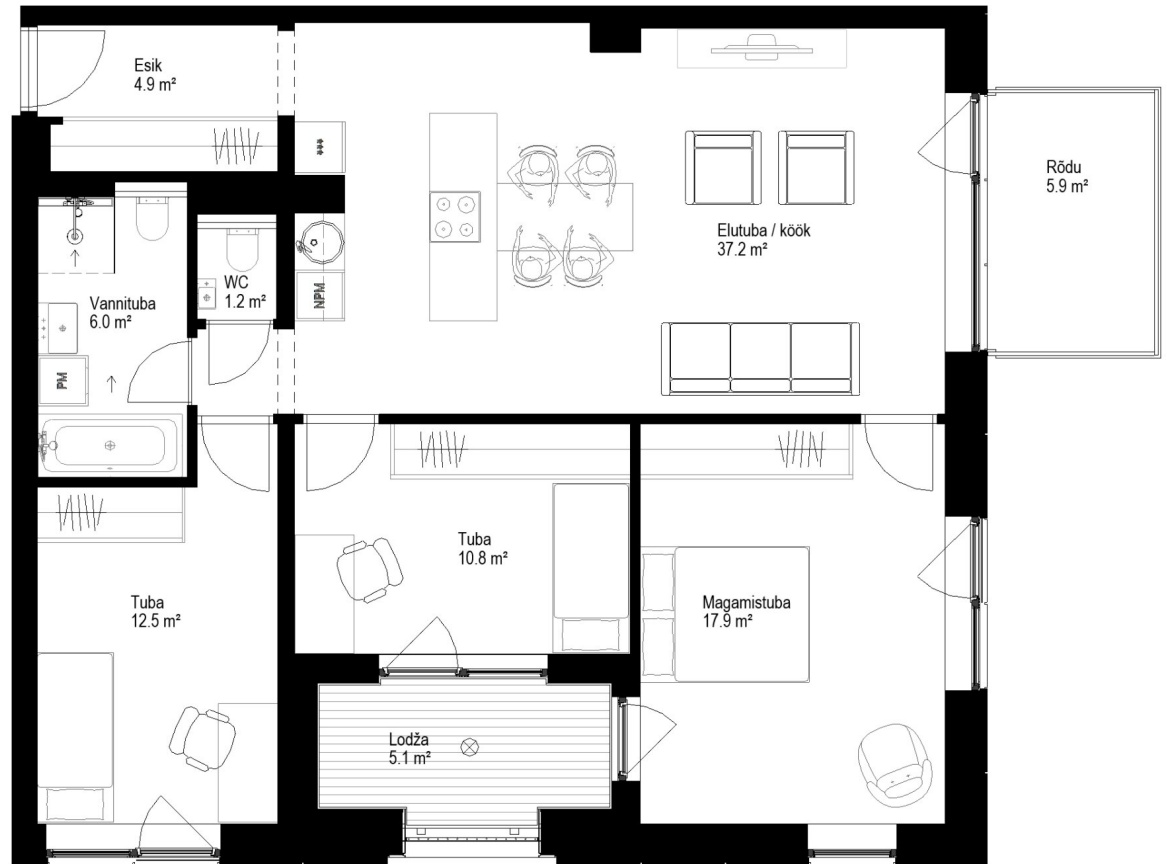 Esik
4.9 m²
***
Rõdu
5.9 m²
Elutuba / köök
37.2 m²
WC
1.2 m²
NPM
Vannituba
6.0 m²
PM
Tuba
10.8 m²
Tuba
12.5 m²
Magamistuba
17.9 m²
Lodža
5.1 m²